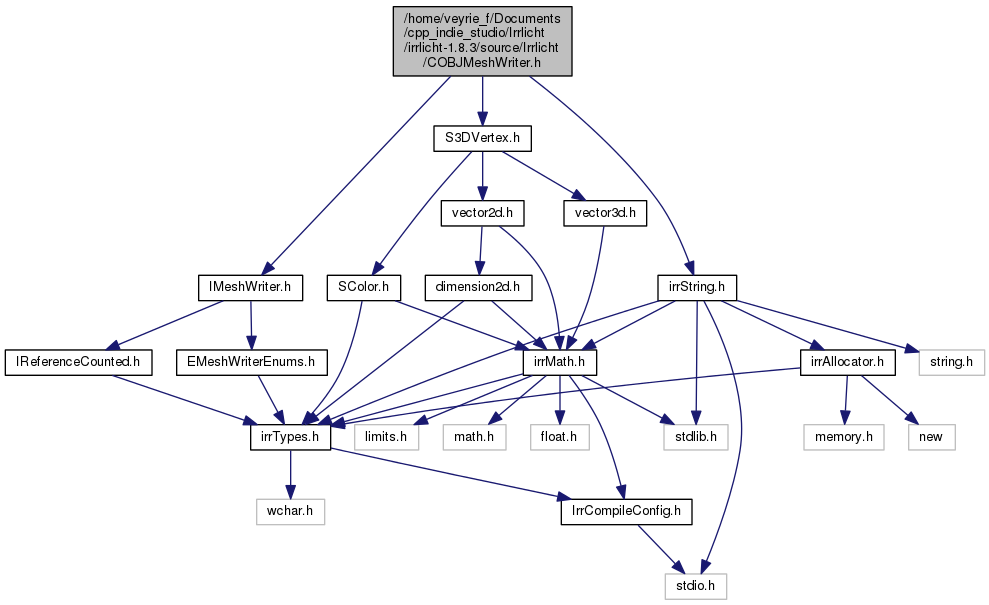 /home/veyrie_f/Documents
/cpp_indie_studio/Irrlicht
/irrlicht-1.8.3/source/Irrlicht
/COBJMeshWriter.h
S3DVertex.h
vector2d.h
vector3d.h
IMeshWriter.h
SColor.h
dimension2d.h
irrString.h
IReferenceCounted.h
EMeshWriterEnums.h
irrMath.h
irrAllocator.h
string.h
irrTypes.h
limits.h
math.h
float.h
stdlib.h
memory.h
new
wchar.h
IrrCompileConfig.h
stdio.h